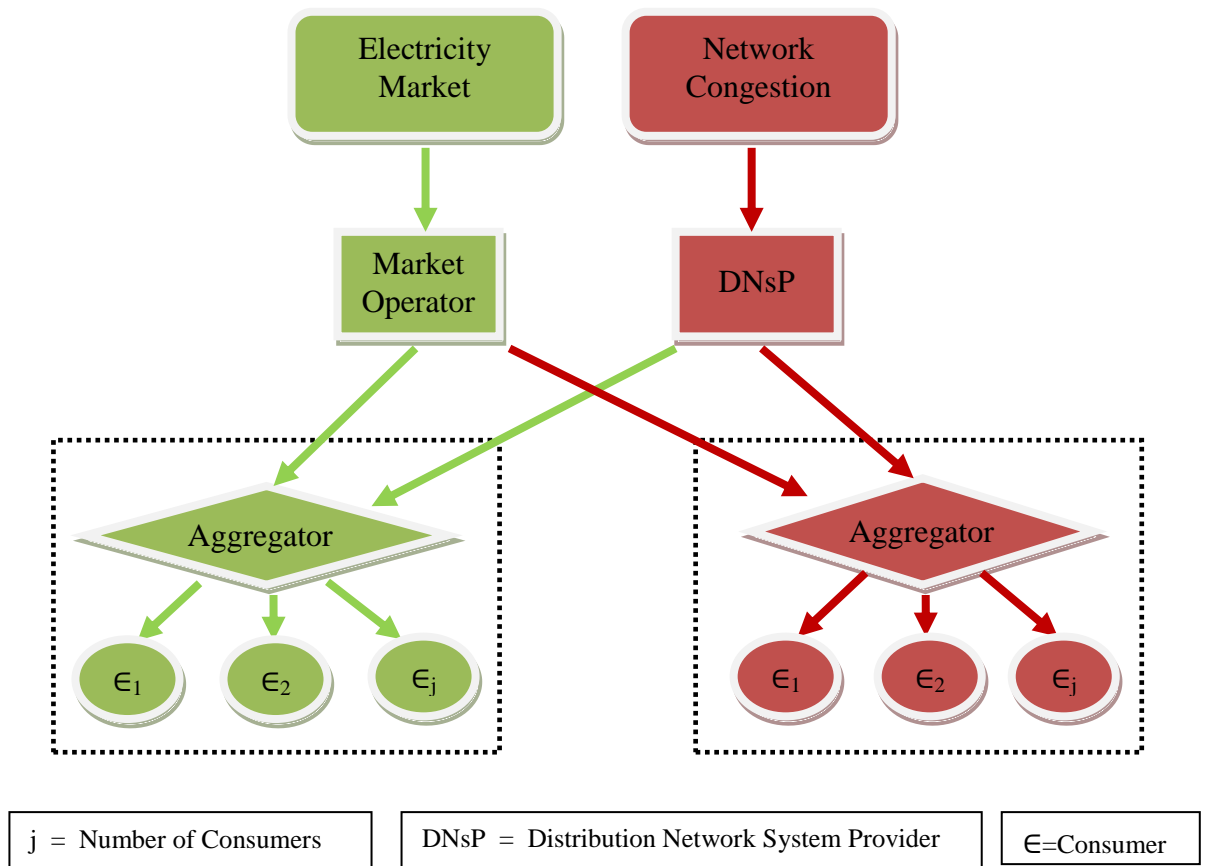 Electricity
Market
Network
Congestion
Market
Operator
DNsP
Aggregator
Aggregator
∈1
∈2
∈j
∈1
∈2
∈j
j = Number of Consumers
DNsP = Distribution Network System Provider
∈=Consumer